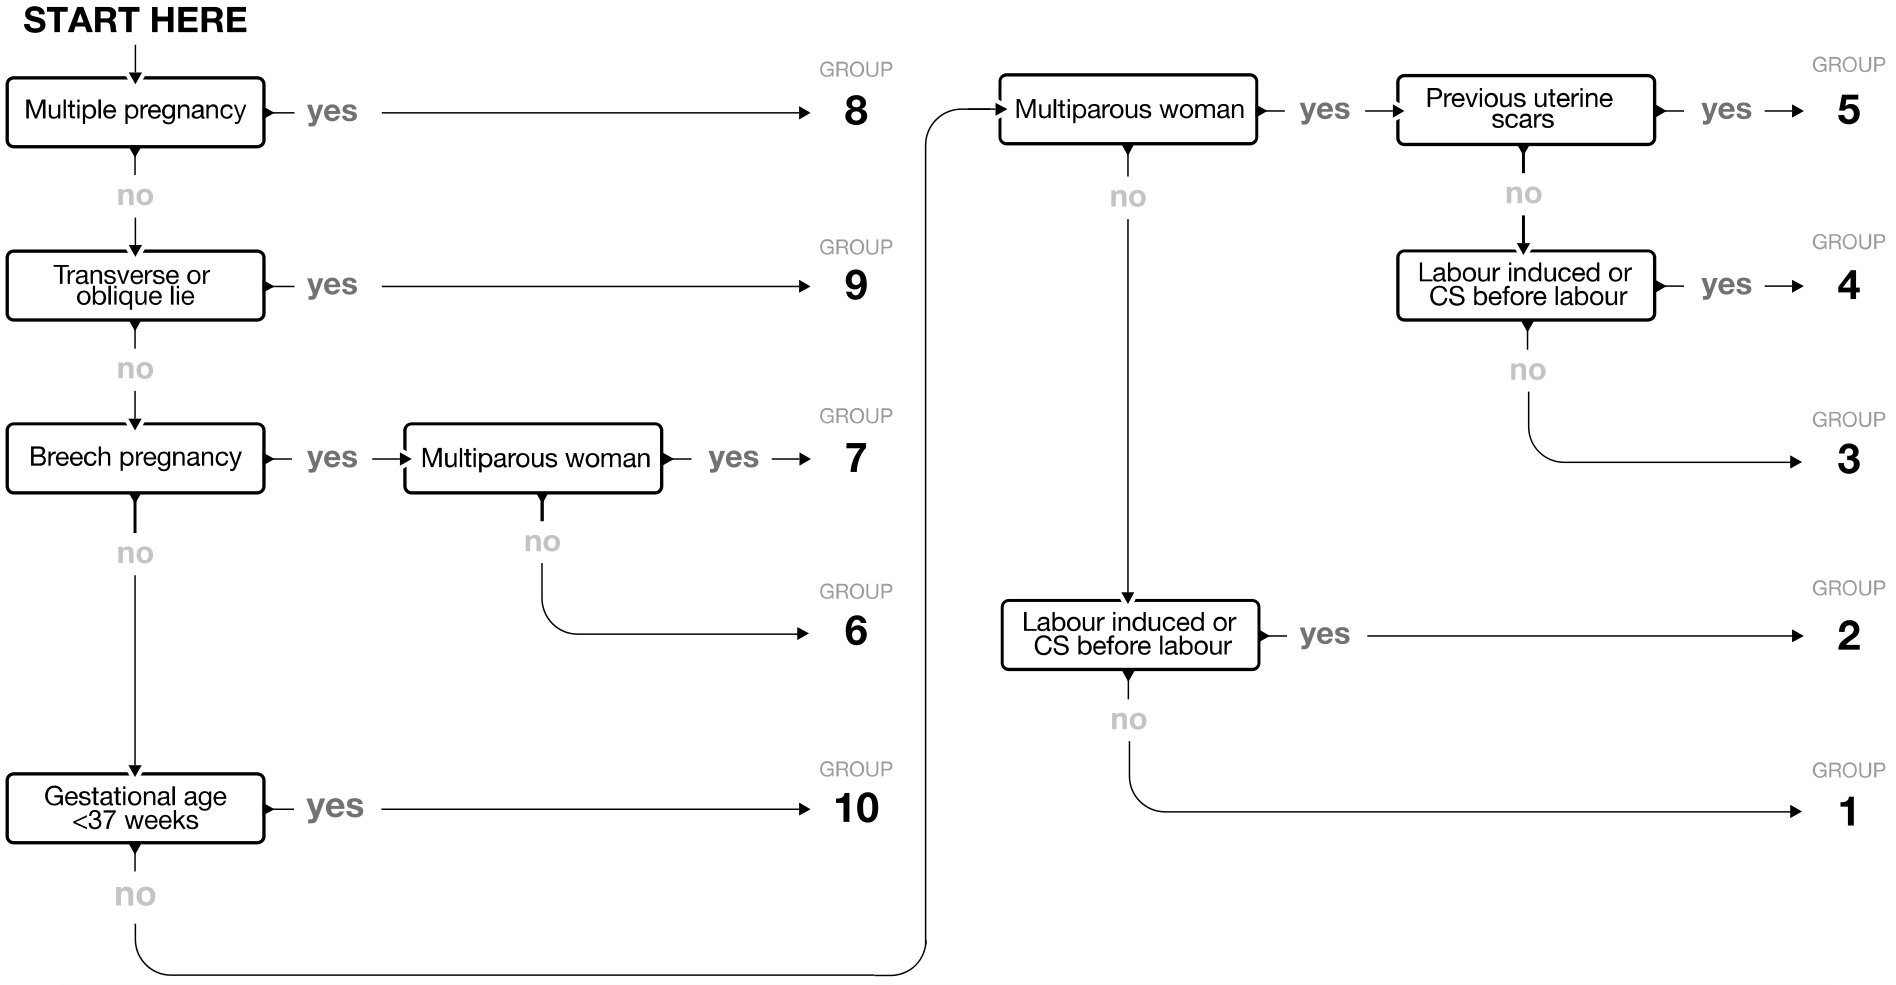 START HERE
Multiple pregnancy
yes
GROUP
8
no
Transverse or
oblique lie
yes
GROUP
9
no
Breech pregnancy
yes
Multiparous woman
yes
GROUP
7
no
GROUP
6
no
Gestational age
<37 weeks
yes
GROUP
10
no
Multiparous woman
yes
Previous uterine
scars
yes
GROUP
5
no
Labour induced or
CS before labour
yes
GROUP
4
no
GROUP
3
no
Labour induced or
CS before labour
yes
GROUP
2
no
GROUP
1